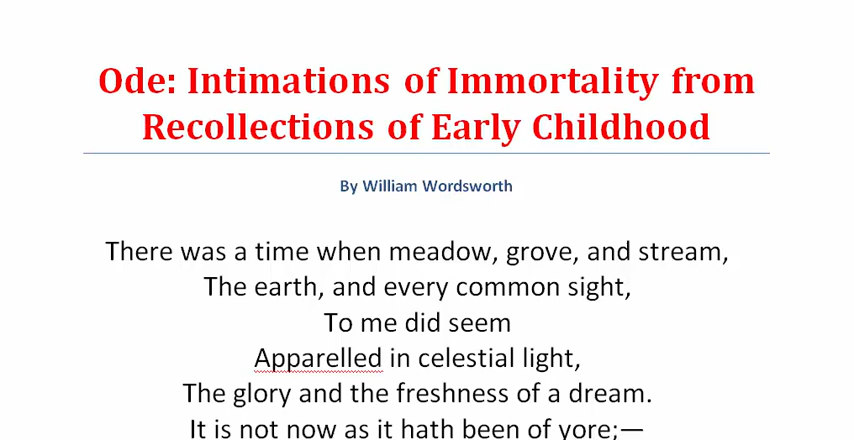 Ode: Intimations of Immortality from
Recollections of Early Childhood
By William Wordsworth
There was a time when meadow, grove, and stream,
The earth, and every common sight,
To me did seem
Apparelled in celestial light,
The glory and the freshness of a dream.
It is not now as it hath been of yore;—